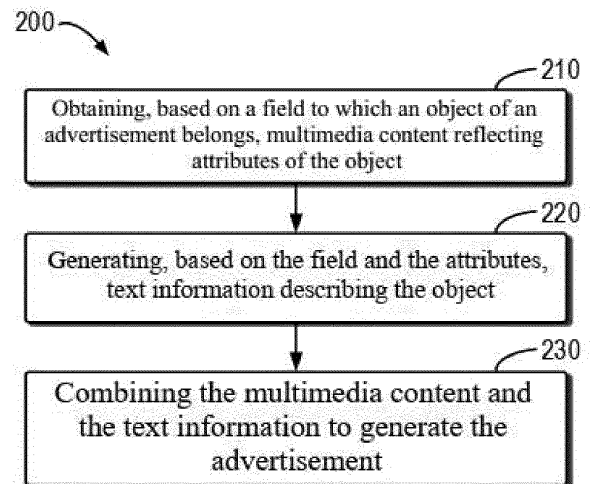 200
210
Obtaining, based on a field to which an object of an
advertisement belongs, multimedia content reflecting
attributes of the object
220
Generating, based on the field and the attributes,
text information describing the object
230
Combining the multimedia content and
the text information to generate the
advertisement